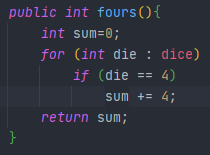 public int fours(){
    int sum=0;
    for (int die : dice)
        if (die == 4)
            sum += 4;
    return sum;
}